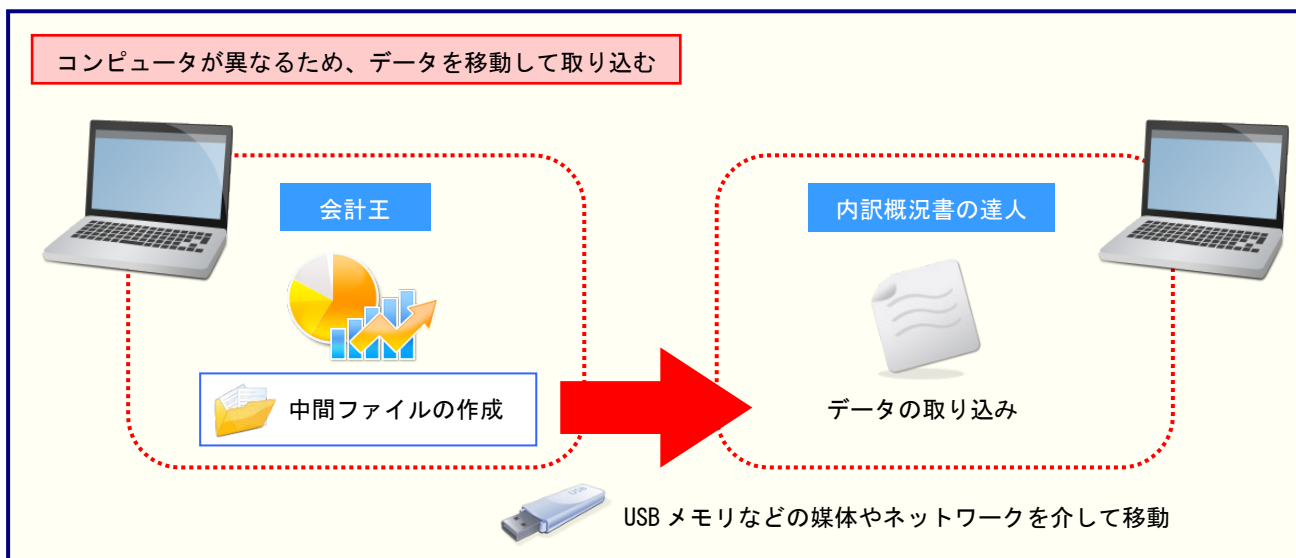 コンピュータが異なるため、データを移動して取り込む
会計王
中間ファイルの作成
内訳概況書の達人
データの取り込み
USB
USB メモリなどの媒体やネットワークを介して移動